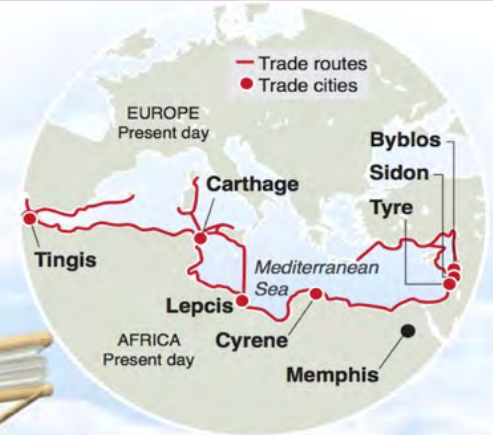 Trade routes
Trade cities
EUROPE
Present day
Byblos
Sidon
Tyre
Carthage
Tingis
Mediterranean
Sea
Lepcis
Cyrene
AFRICA
Present day
Memphis